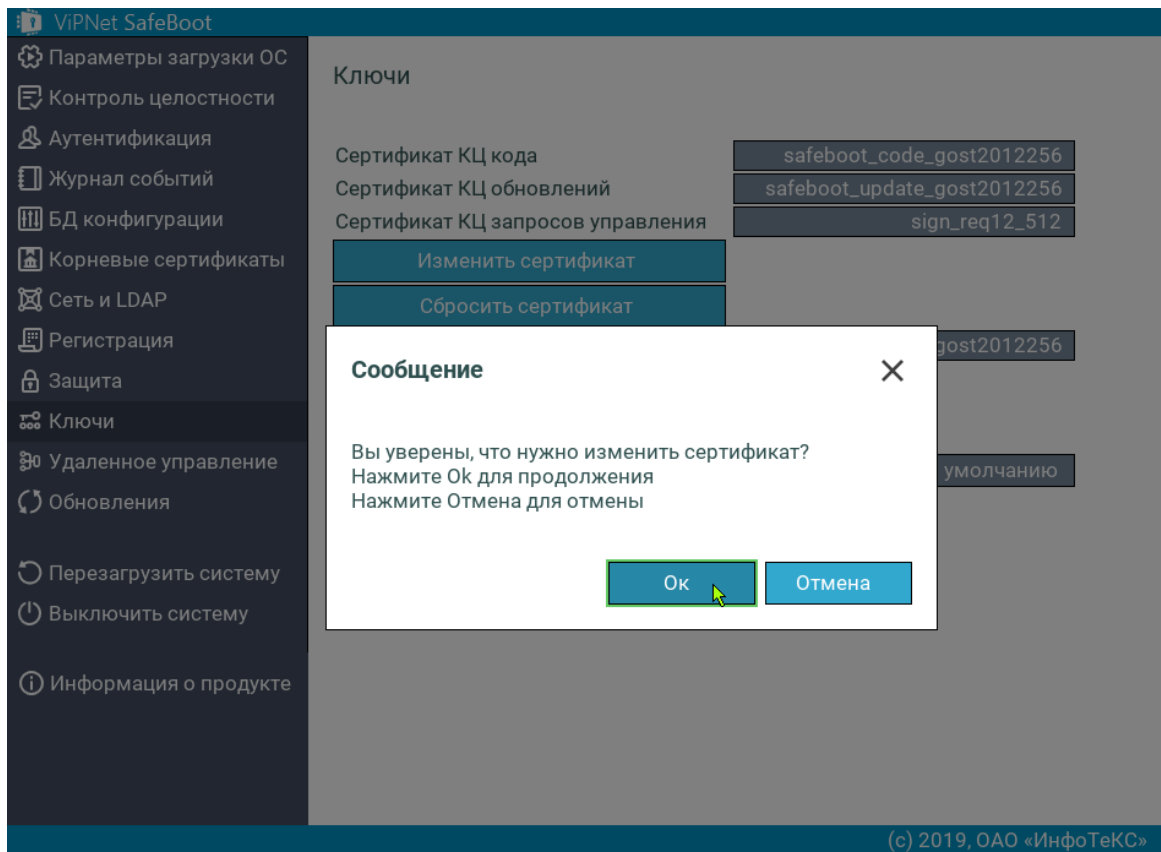 ViPNet SafeBoot
Параметры загрузки ОС
Контроль целостности
Аутентификация
Журнал событий
БД конфигурации
Корневые сертификаты
Сеть и LDAP
Регистрация
Защита
Ключи
Удаленное управление
Обновления
Перезагрузить систему
Выключить систему
Информация о продукте
Ключи
Сертификат КЦ кода safeboot_code_gost2012256
Сертификат КЦ обновлений safeboot_update_gost2012256
Сертификат КЦ запросов управления sign_req12_512
Изменить сертификат
Сбросить сертификат
gost2012256
умолчанию
Сообщение
Вы уверены, что нужно изменить сертификат?
Нажмите Ok для продолжения
Нажмите Отмена для отмены
Ок Отмена
(c) 2019, ОАО «ИнфоТеКС»